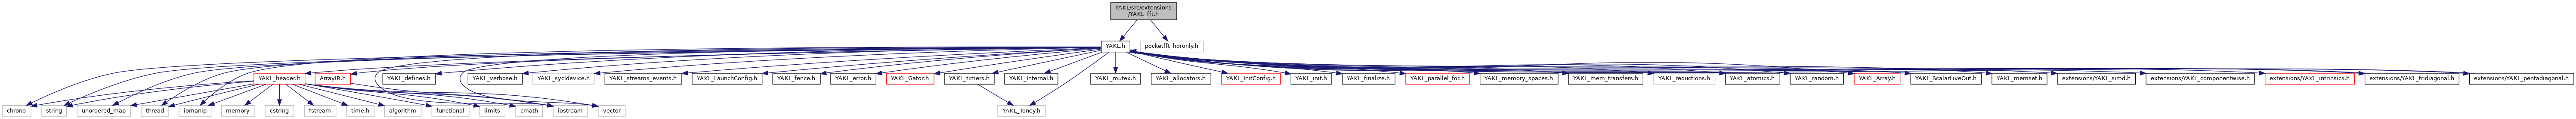 YAKL/src/extensions
/YAKL_fft.h
YAKL.h
pocketfft_hdronly.h
YAKL_header.h
ArrayIR.h
YAKL_defines.h
YAKL_verbose.h
YAKL_sycldevice.h
YAKL_streams_events.h
YAKL_LaunchConfig.h
YAKL_fence.h
YAKL_error.h
YAKL_Gator.h
YAKL_timers.h
YAKL_Internal.h
YAKL_mutex.h
YAKL_allocators.h
YAKL_InitConfig.h
YAKL_init.h
YAKL_finalize.h
YAKL_parallel_for.h
YAKL_memory_spaces.h
YAKL_mem_transfers.h
YAKL_reductions.h
YAKL_atomics.h
YAKL_random.h
YAKL_Array.h
YAKL_ScalarLiveOut.h
YAKL_memset.h
extensions/YAKL_simd.h
extensions/YAKL_componentwise.h
extensions/YAKL_intrinsics.h
extensions/YAKL_tridiagonal.h
extensions/YAKL_pentadiagonal.h
chrono
string
unordered_map
thread
iomanip
memory
cstring
fstream
time.h
algorithm
functional
limits
cmath
iostream
vector
YAKL_Toney.h